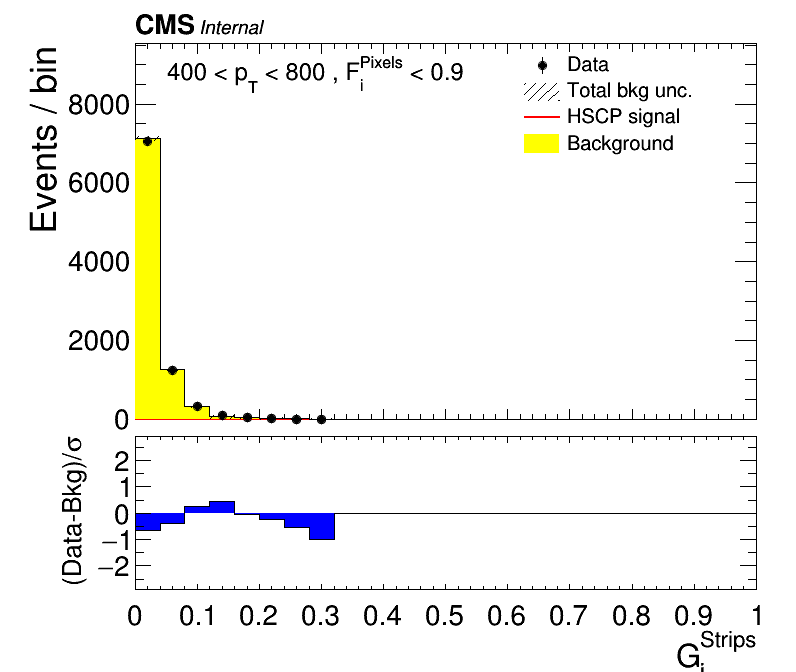 CMS Internal
400 < p_T < 800 , F_i^Pixels < 0.9
Data
Total bkg unc.
HSCP signal
Background
Events / bin
8000
6000
4000
2000
0
(Data-Bkg)/σ
2
1
0
−1
−2
0 0.1 0.2 0.3 0.4 0.5 0.6 0.7 0.8 0.9 1
G_i^Strips